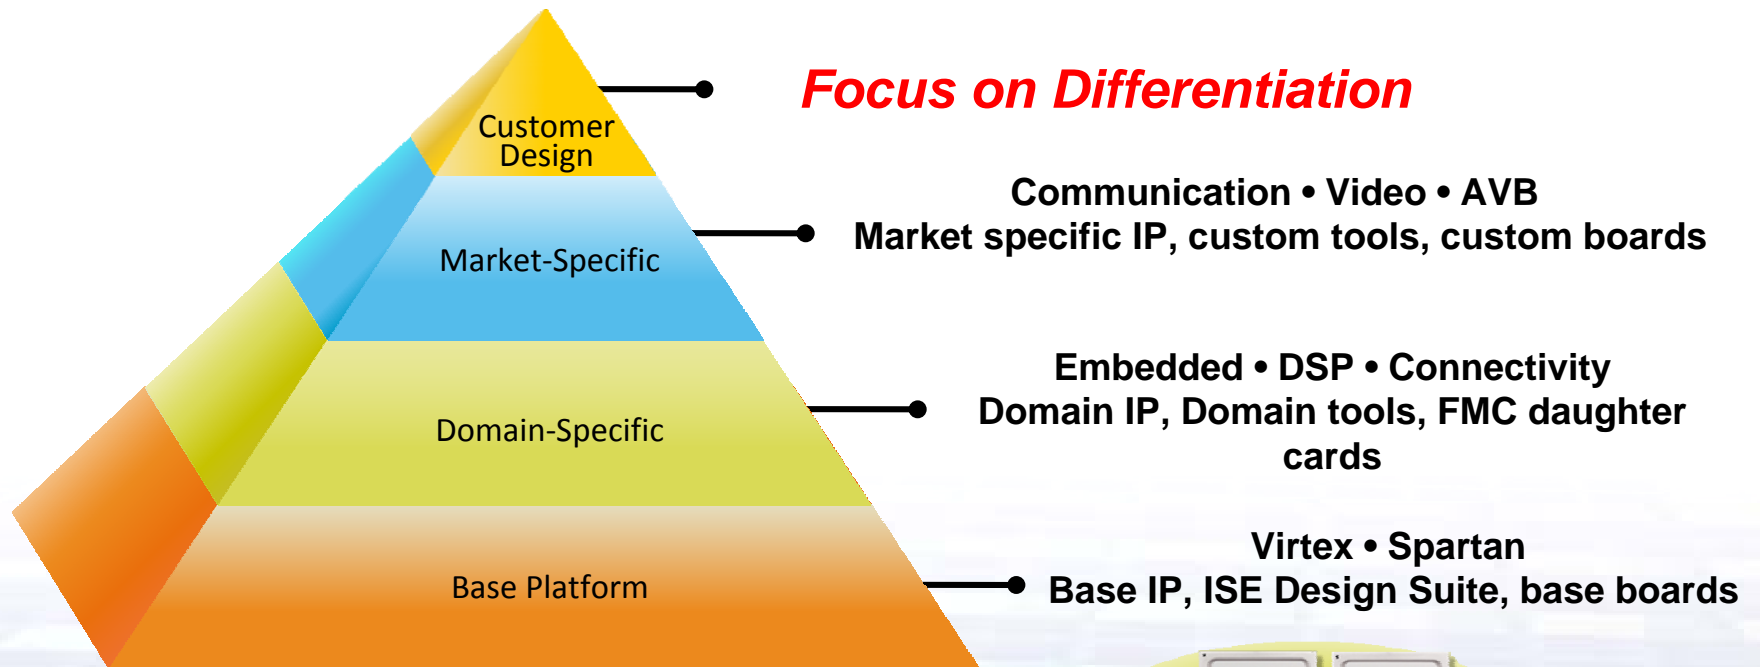 Focus on Differentiation
Customer
Design
Communication • Video • AVB
Market specific IP, custom tools, custom boards
Market-Specific
Embedded • DSP • Connectivity
Domain IP, Domain tools, FMC daughter
cards
Domain-Specific
Virtex • Spartan
Base IP, ISE Design Suite, base boards
Base Platform